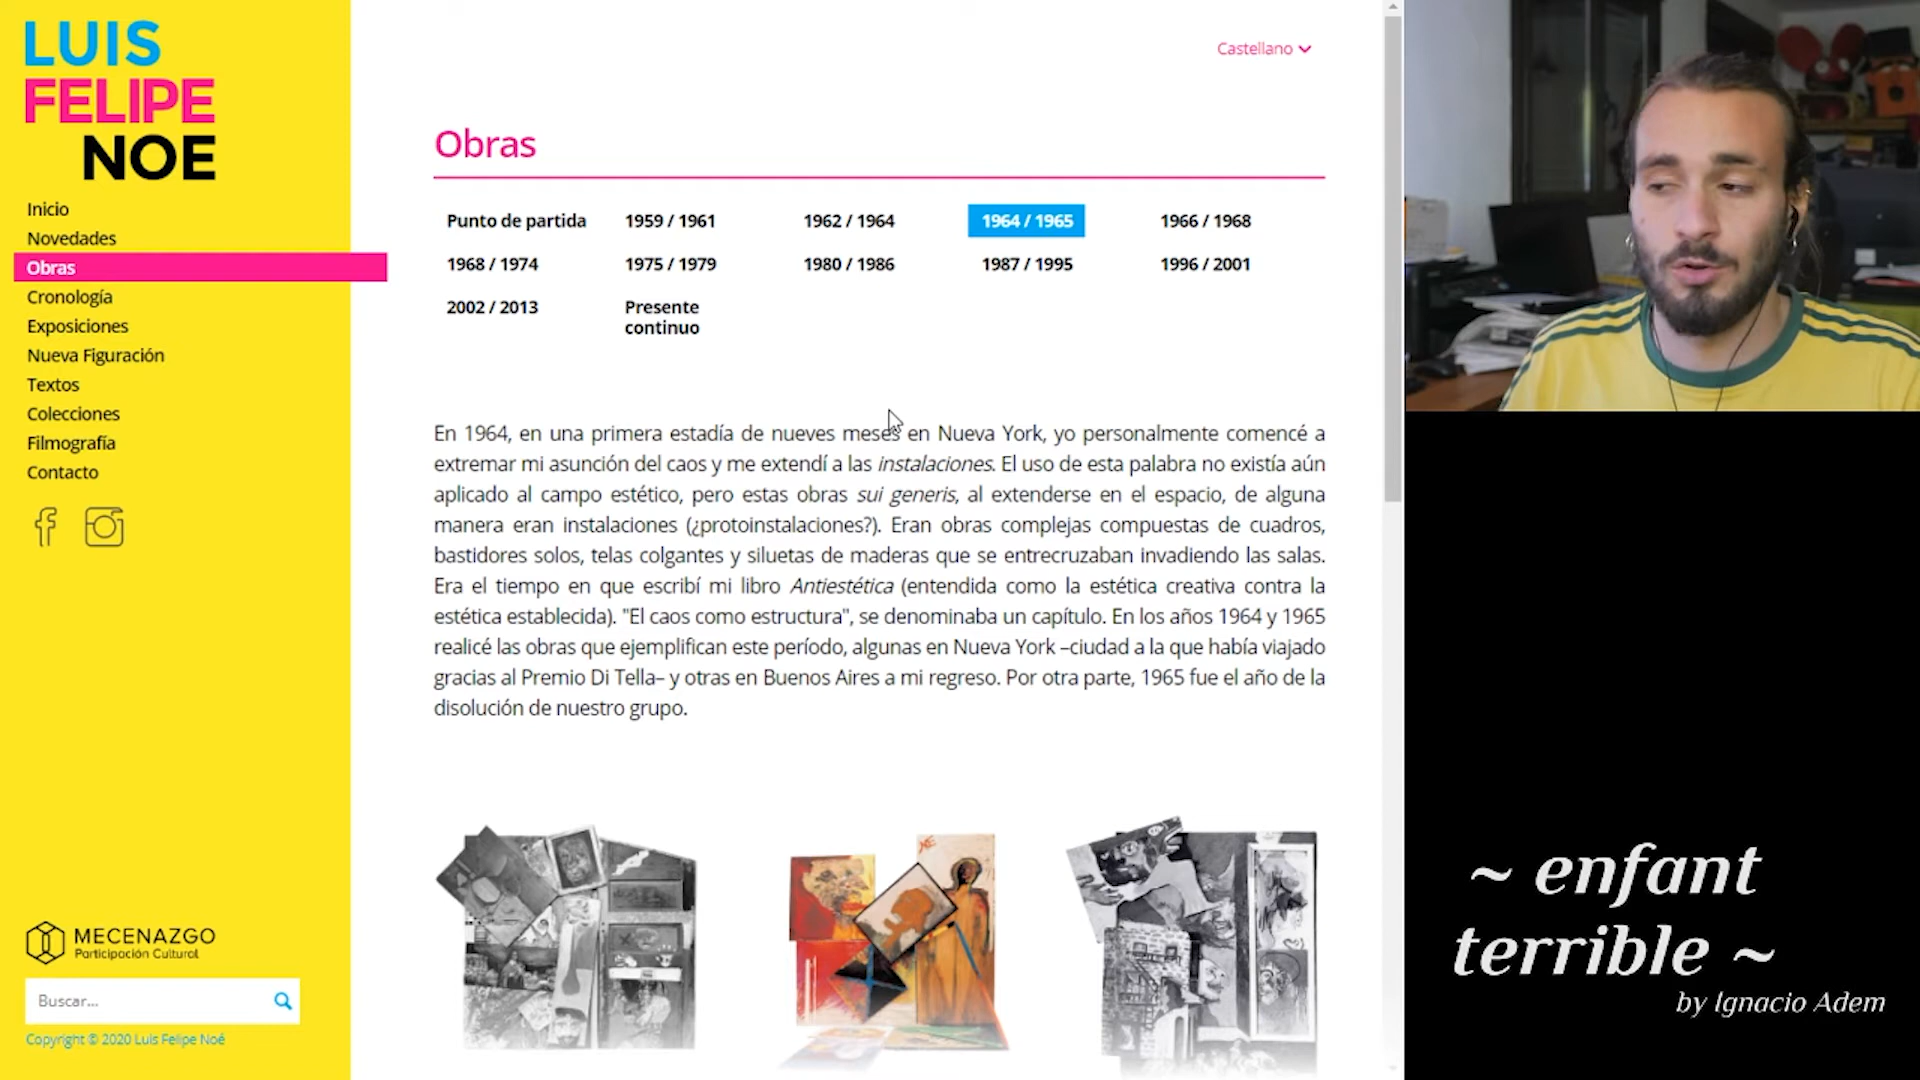 LUIS
FELIPE
NOE
Inicio
Novedades
Obras
Cronología
Exposiciones
Nueva Figuración
Textos
Colecciones
Filmografía
Contacto
MECENAZGO
Participación Cultural
Buscar...
Copyright © 2020 Luis Felipe Noé
Castellano
Obras
Punto de partida 1959 / 1961 1962 / 1964 1964 / 1965 1966 / 1968
1968 / 1974 1975 / 1979 1980 / 1986 1987 / 1995 1996 / 2001
2002 / 2013 Presente
continuo
En 1964, en una primera estadía de nueves meses en Nueva York, yo personalmente comencé a
extremar mi asunción del caos y me extendí a las instalaciones. El uso de esta palabra no existía aún
aplicado al campo estético, pero estas obras sui generis, al extenderse en el espacio, de alguna
manera eran instalaciones (¿protoinstalaciones?). Eran obras complejas compuestas de cuadros,
bastidores solos, telas colgantes y siluetas de maderas que se entrecruzaban invadiendo las salas.
Era el tiempo en que escribí mi libro Antiestética (entendida como la estética creativa contra la
estética establecida). "El caos como estructura", se denominaba un capítulo. En los años 1964 y 1965
realicé las obras que ejemplifican este período, algunas en Nueva York –ciudad a la que había viajado
gracias al Premio Di Tella– y otras en Buenos Aires a mi regreso. Por otra parte, 1965 fue el año de la
disolución de nuestro grupo.
~ enfant
terrible ~
by Ignacio Adem